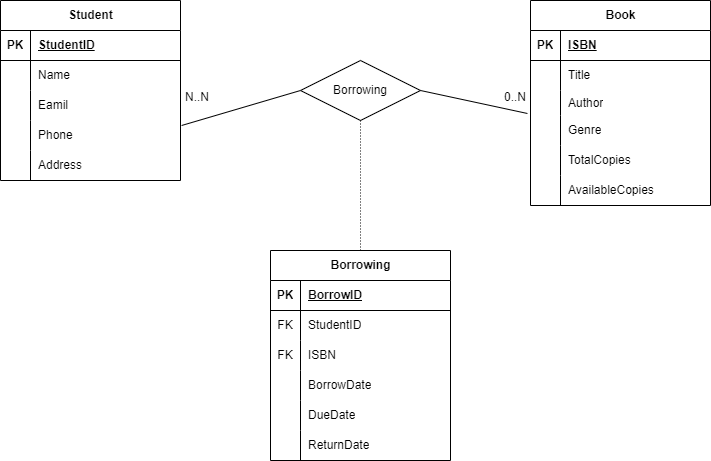 Student
PK StudentID
Name
Eamil
Phone
Address
N..N
Borrowing
0..N
Book
PK ISBN
Title
Author
Genre
TotalCopies
AvailableCopies
Borrowing
PK BorrowID
FK StudentID
FK ISBN
BorrowDate
DueDate
ReturnDate